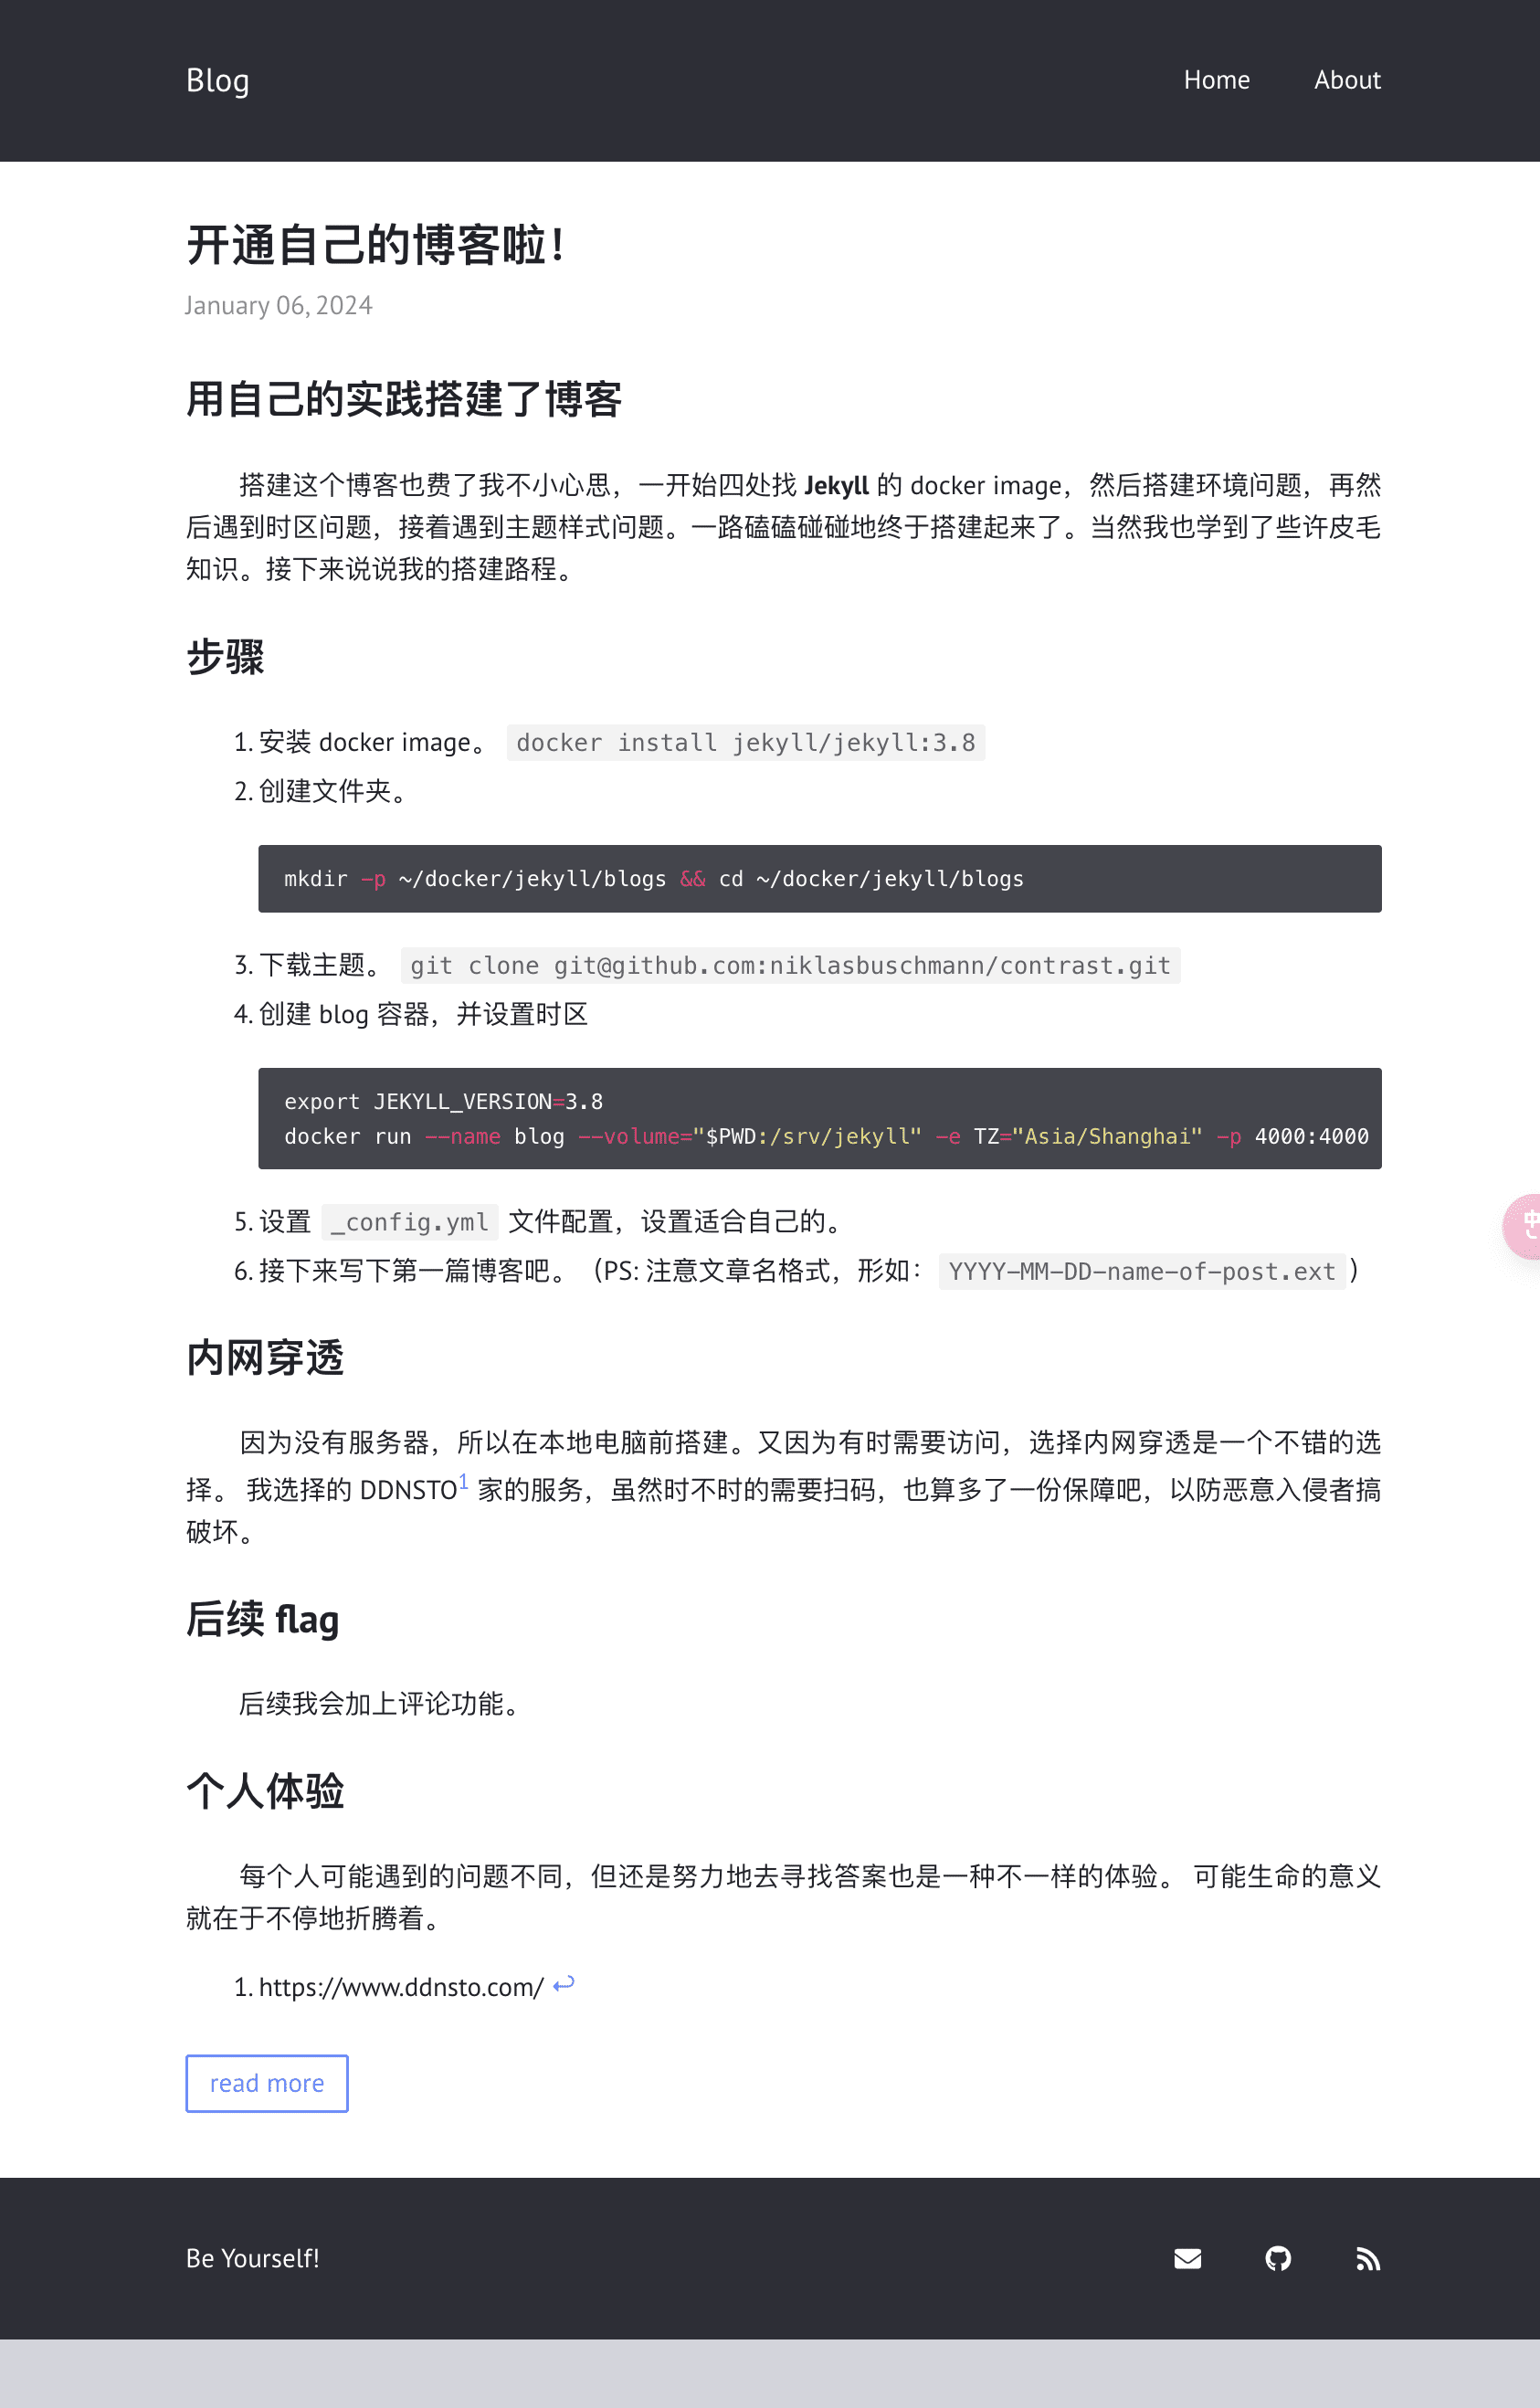 Blog
Home
About
开通自己的博客啦！
January 06, 2024
用自己的实践搭建了博客
搭建这个博客也费了我不小心思，一开始四处找 Jekyll 的 docker image，然后搭建环境问题，再然
后遇到时区问题，接着遇到主题样式问题。一路磕磕碰碰地终于搭建起来了。当然我也学到了些许皮毛
知识。接下来说说我的搭建路程。
步骤
1. 安装 docker image。 docker install jekyll/jekyll:3.8
2. 创建文件夹。
mkdir -p ~/docker/jekyll/blogs && cd ~/docker/jekyll/blogs
3. 下载主题。 git clone git@github.com:niklasbuschmann/contrast.git
4. 创建 blog 容器，并设置时区
export JEKYLL_VERSION=3.8
docker run --name blog --volume="$PWD:/srv/jekyll" -e TZ="Asia/Shanghai" -p 4000:4000
5. 设置 _config.yml 文件配置，设置适合自己的。
6. 接下来写下第一篇博客吧。（PS: 注意文章名格式，形如： YYYY-MM-DD-name-of-post.ext ）
内网穿透
因为没有服务器，所以在本地电脑前搭建。又因为有时需要访问，选择内网穿透是一个不错的选
择。 我选择的 DDNSTO1 家的服务，虽然时不时的需要扫码，也算多了一份保障吧，以防恶意入侵者搞
破坏。
后续 flag
后续我会加上评论功能。
个人体验
每个人可能遇到的问题不同，但还是努力地去寻找答案也是一种不一样的体验。 可能生命的意义
就在于不停地折腾着。
1. https://www.ddnsto.com/ ↩
read more
Be Yourself!